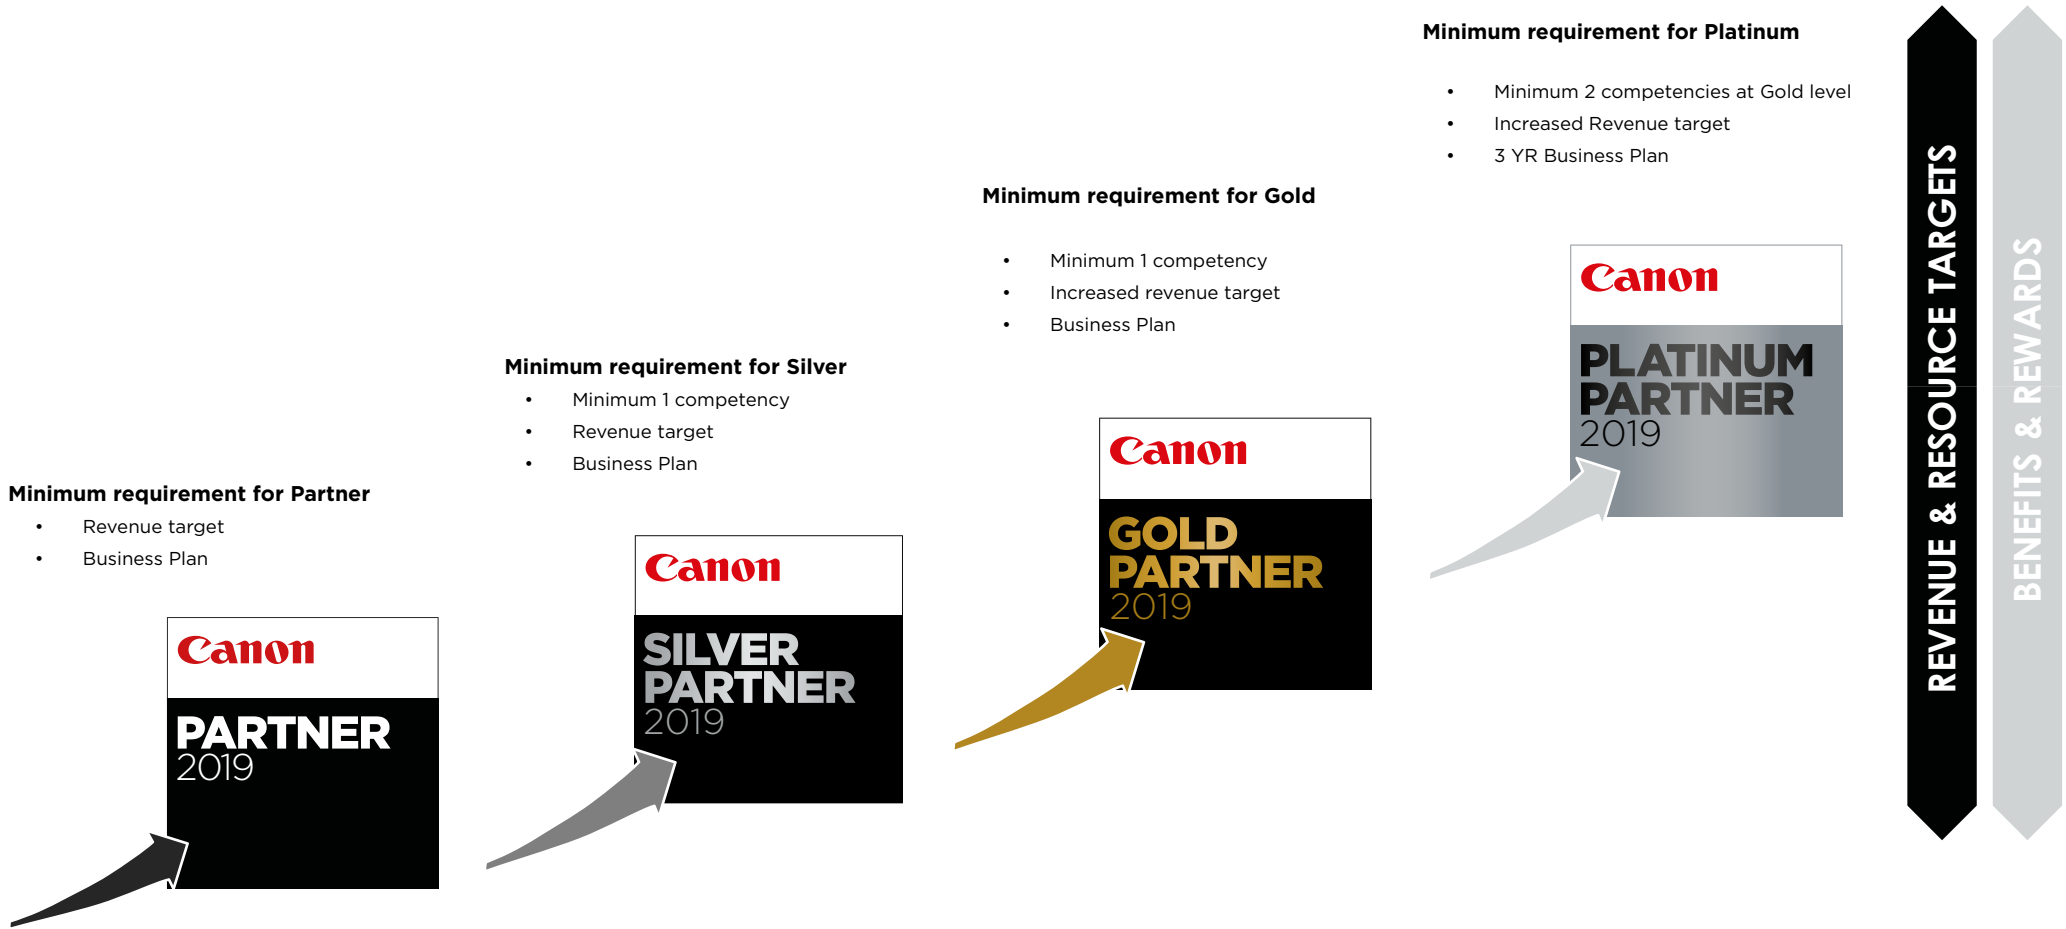 Minimum requirement for Partner
• Revenue target
• Business Plan
Canon
PARTNER
2019
Minimum requirement for Silver
• Minimum 1 competency
• Revenue target
• Business Plan
Canon
SILVER
PARTNER
2019
Minimum requirement for Gold
• Minimum 1 competency
• Increased revenue target
• Business Plan
Canon
GOLD
PARTNER
2019
Minimum requirement for Platinum
• Minimum 2 competencies at Gold level
• Increased Revenue target
• 3 YR Business Plan
Canon
PLATINUM
PARTNER
2019
REVENUE & RESOURCE TARGETS
BENEFITS & REWARDS